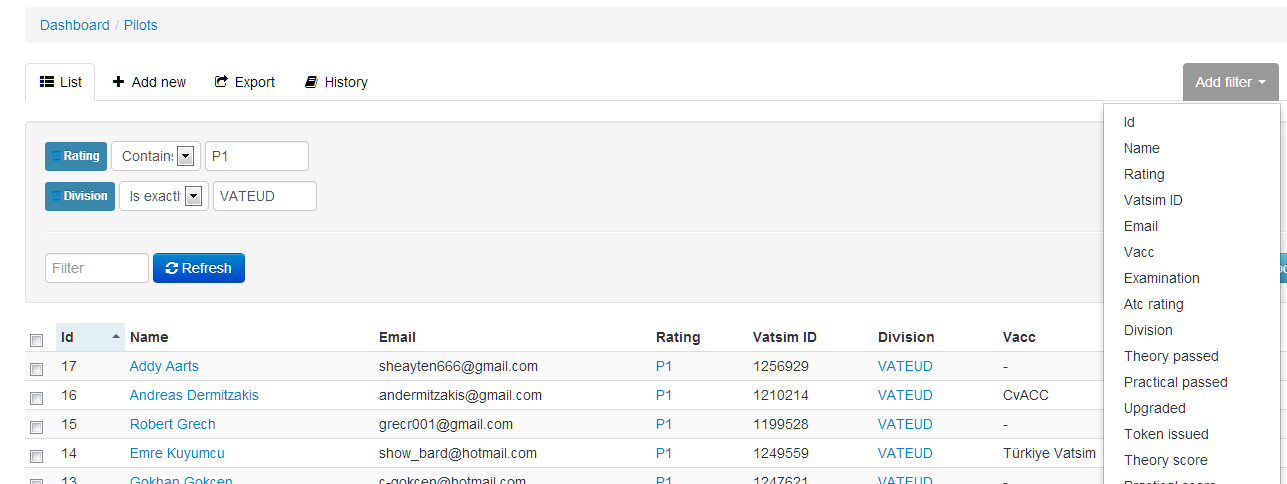 Dashboard / Pilots
List Add new Export History Add filter
Rating Contain: P1
Division Is exactl VATEUD
Filter Refresh
Id
Name
Rating
Vatsim ID
Email
Vacc
Examination
Atc rating
Division
Theory passed
Practical passed
Upgraded
Token issued
Theory score
Practical score
Id Name Email Rating Vatsim ID Division Vacc
17 Addy Aarts sheayten666@gmail.com P1 1256929 VATEUD -
16 Andreas Dermitzakis andermitzakis@gmail.com P1 1210214 VATEUD CvACC
15 Robert Grech grecr001@gmail.com P1 1199528 VATEUD -
14 Emre Kuyumcu show_bard@hotmail.com P1 1249559 VATEUD Türkiye Vatsim
13 Gokhan Gokcen c-gokcen@hotmail.com P1 1247621 VATEUD -